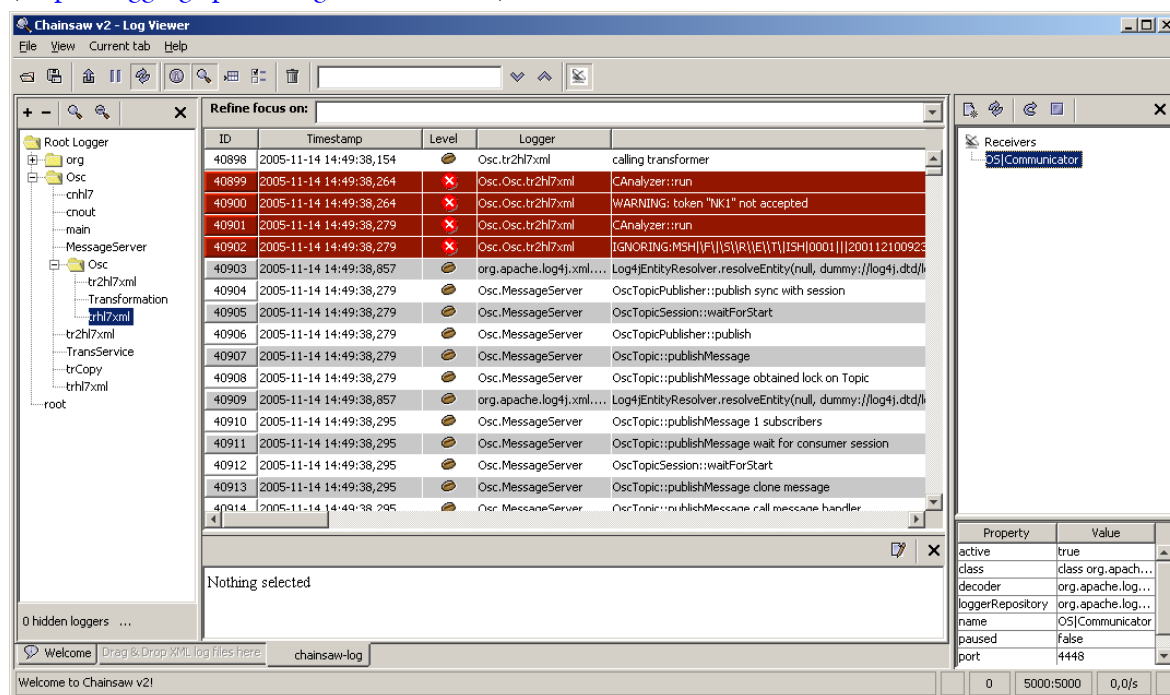 Chainsaw v2 - Log Viewer
File View Current tab Help
Refine focus on:
Root Logger
org
Osc
cnhl7
cnout
main
MessageServer
Osc
tr2hl7xml
Transformation
trhl7xml
tr2hl7xml
TransService
trCopy
trhl7xml
root
0 hidden loggers ...
ID Timestamp Level Logger
40898 2005-11-14 14:49:38,154 Osc.tr2hl7xml calling transformer
40899 2005-11-14 14:49:38,264 Osc.Osc.tr2hl7xml CAnalyzer::run
40900 2005-11-14 14:49:38,264 Osc.Osc.tr2hl7xml WARNING: token "NK1" not accepted
40901 2005-11-14 14:49:38,279 Osc.Osc.tr2hl7xml CAnalyzer::run
40902 2005-11-14 14:49:38,279 Osc.Osc.tr2hl7xml IGNORING:MSH|\F\|\S\\R\\E\\T\|ISH|0001|||200112100923
40903 2005-11-14 14:49:38,857 org.apache.log4j.xml.... Log4jEntityResolver.resolveEntity(null, dummy://log4j.dtd/l
40904 2005-11-14 14:49:38,279 Osc.MessageServer OscTopicPublisher::publish sync with session
40905 2005-11-14 14:49:38,279 Osc.MessageServer OscTopicSession::waitForStart
40906 2005-11-14 14:49:38,279 Osc.MessageServer OscTopicPublisher::publish
40907 2005-11-14 14:49:38,279 Osc.MessageServer OscTopic::publishMessage
40908 2005-11-14 14:49:38,279 Osc.MessageServer OscTopic::publishMessage obtained lock on Topic
40909 2005-11-14 14:49:38,857 org.apache.log4j.xml.... Log4jEntityResolver.resolveEntity(null, dummy://log4j.dtd/l
40910 2005-11-14 14:49:38,295 Osc.MessageServer OscTopic::publishMessage 1 subscribers
40911 2005-11-14 14:49:38,295 Osc.MessageServer OscTopic::publishMessage wait for consumer session
40912 2005-11-14 14:49:38,295 Osc.MessageServer OscTopicSession::waitForStart
40913 2005-11-14 14:49:38,295 Osc.MessageServer OscTopic::publishMessage clone message
40914 2005-11-14 14:49:38,295 Osc.MessageServer OscTopic::publishMessage call message handler
Nothing selected
Receivers
OS|Communicator
Property Value
active true
class class org.apach...
decoder org.apache.log...
loggerRepository org.apache.log...
name OS|Communicator
paused false
port 4448
Welcome Drag & Drop XML log files here chainsaw-log
Welcome to Chainsaw v2! 0 5000:5000 0,0/s